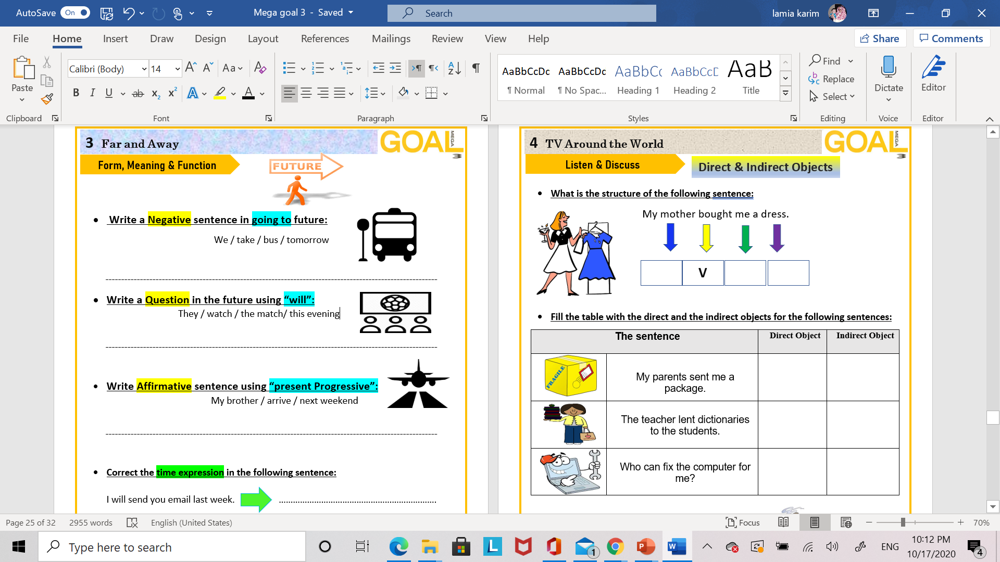 AutoSave On Mega goal 3 - Saved Search lamia karim
File Home Insert Draw Design Layout References Mailings Review View Help Share Comments
Paste Calibri (Body) 14 Aa Find Replace Select Dictate Editor
AaBbCcDc AaBbCcDc AaBbCc AaBbCcD AaB
¶ Normal ¶ No Spac... Heading 1 Heading 2 Title
Clipboard Font Paragraph Styles Editing Voice Editor
3 Far and Away
GOAL MEGA 3
Form, Meaning & Function
FUTURE
Write a Negative sentence in going to future:
We / take / bus / tomorrow
Write a Question in the future using “will”:
They / watch / the match/ this evening
Write Affirmative sentence using “present Progressive”:
My brother / arrive / next weekend
Correct the time expression in the following sentence:
I will send you email last week.
4 TV Around the World
GOAL MEGA 3
Listen & Discuss
Direct & Indirect Objects
What is the structure of the following sentence:
My mother bought me a dress.
V
Fill the table with the direct and the indirect objects for the following sentences:
The sentence Direct Object Indirect Object
FRAGILE
My parents sent me a
package.
The teacher lent dictionaries
to the students.
Who can fix the computer for
me?
Page 25 of 32 2955 words English (United States) Focus 70%
Type here to search 1 ENG 10:12 PM
10/17/2020 4